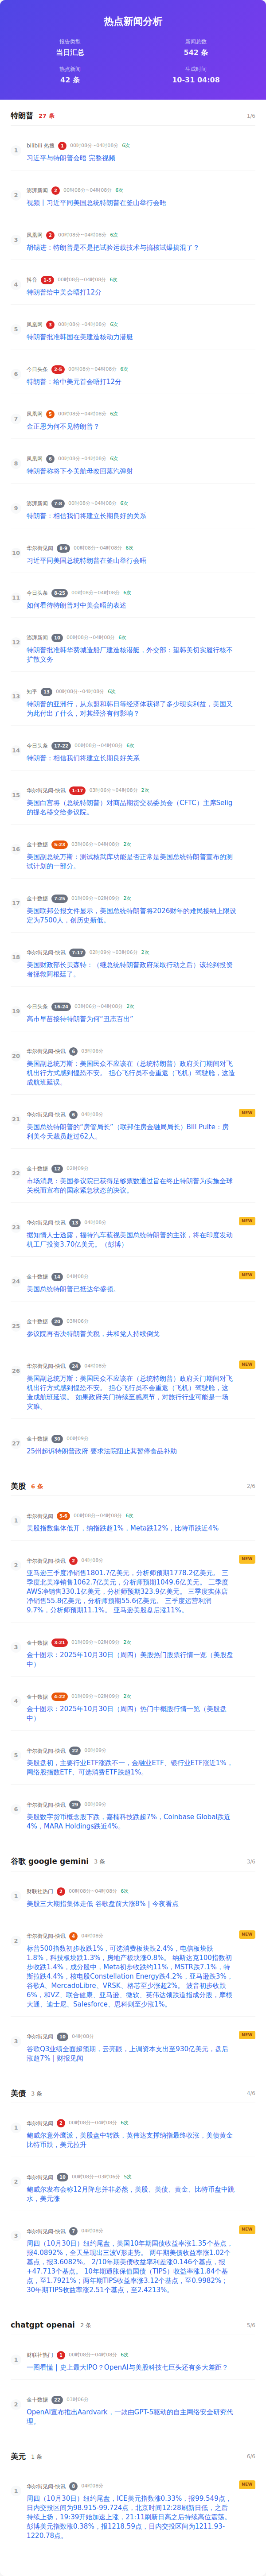 热点新闻分析
报告类型
新闻总数
当日汇总
542 条
热点新闻
生成时间
42 条
10-31 04:08
特朗普 27 条 1/6
1
bilibili 热搜 1 00时08分~04时08分 6次
习近平与特朗普会晤 完整视频
2
澎湃新闻 2 00时08分~04时08分 6次
视频丨习近平同美国总统特朗普在釜山举行会晤
3
凤凰网 2 00时08分~04时08分 6次
胡锡进：特朗普是不是把试验运载技术与搞核试爆搞混了？
4
抖音 1-5 00时08分~04时08分 6次
特朗普给中美会晤打12分
5
凤凰网 3 00时08分~04时08分 6次
特朗普批准韩国在美建造核动力潜艇
6
今日头条 2-5 00时08分~04时08分 6次
特朗普：给中美元首会晤打12分
7
凤凰网 5 00时08分~04时08分 6次
金正恩为何不见特朗普？
8
凤凰网 6 00时08分~04时08分 6次
特朗普称将下令美航母改回蒸汽弹射
9
澎湃新闻 7-8 00时08分~04时08分 6次
特朗普：相信我们将建立长期良好的关系
10
华尔街见闻 8-9 00时08分~04时08分 6次
习近平同美国总统特朗普在釜山举行会晤
11
今日头条 8-25 00时08分~04时08分 6次
如何看待特朗普对中美会晤的表述
12
澎湃新闻 10 00时08分~04时08分 6次
特朗普批准韩华费城造船厂建造核潜艇，外交部：望韩美切实履行核不
扩散义务
13
知乎 13 00时08分~04时08分 6次
特朗普的亚洲行，从东盟和韩日等经济体获得了多少现实利益，美国又
为此付出了什么，对其经济有何影响？
14
今日头条 17-22 00时08分~04时08分 6次
特朗普：相信我们将建立长期良好关系
15
华尔街见闻-快讯 1-17 03时06分~04时08分 2次
美国白宫将（总统特朗普）对商品期货交易委员会（CFTC）主席Selig
的提名移交给参议院。
16
金十数据 5-23 03时06分~04时08分 2次
美国副总统万斯：测试核武库功能是否正常是美国总统特朗普宣布的测
试计划的一部分。
17
金十数据 7-25 01时09分~02时09分 2次
美国联邦公报文件显示，美国总统特朗普将2026财年的难民接纳上限设
定为7500人，创历史新低。
18
华尔街见闻-快讯 7-17 02时09分~03时06分 2次
美国财政部长贝森特：（继总统特朗普政府采取行动之后）该轮到投资
者拯救阿根廷了。
19
今日头条 16-24 03时06分~04时08分 2次
高市早苗接待特朗普为何“丑态百出”
20
华尔街见闻-快讯 4 03时06分
美国副总统万斯：美国民众不应该在（总统特朗普）政府关门期间对飞
机出行方式感到惶恐不安。 担心飞行员不会重返（飞机）驾驶舱，这造
成航班延误。
21
华尔街见闻-快讯 6 04时08分 NEW
美国总统特朗普的“房管局长”（联邦住房金融局局长）Bill Pulte：房
利美今天裁员超过62人。
22
金十数据 12 02时09分
市场消息：美国参议院已获得足够票数通过旨在终止特朗普为实施全球
关税而宣布的国家紧急状态的决议。
23
华尔街见闻-快讯 13 04时08分 NEW
据知情人士透露，福特汽车藐视美国总统特朗普的主张，将在印度发动
机工厂投资3.70亿美元。（彭博）
24
金十数据 14 04时08分 NEW
美国总统特朗普已抵达华盛顿。
25
金十数据 20 03时06分
参议院再否决特朗普关税，共和党人持续倒戈
26
华尔街见闻-快讯 24 04时08分 NEW
美国副总统万斯：美国民众不应该在（总统特朗普）政府关门期间对飞
机出行方式感到惶恐不安。 担心飞行员不会重返（飞机）驾驶舱，这造
成航班延误。 如果政府关门持续至感恩节，对旅行行业可能是一场
灾难。
27
金十数据 30 00时09分
25州起诉特朗普政府 要求法院阻止其暂停食品补助
美股 6 条 2/6
1
华尔街见闻 5-6 00时08分~04时08分 6次
美股指数集体低开，纳指跌超1%，Meta跌12%，比特币跌近4%
2
华尔街见闻-快讯 2 04时08分 NEW
亚马逊三季度净销售1801.7亿美元，分析师预期1778.2亿美元。 三季
度北美净销售1062.7亿美元，分析师预期1049.6亿美元。 三季度
AWS净销售330.1亿美元，分析师预期323.9亿美元。 三季度实体店
净销售55.8亿美元，分析师预期55.6亿美元。 三季度运营利润
9.7%，分析师预期11.1%。 亚马逊美股盘后涨11%。
3
金十数据 3-21 01时09分~02时09分 2次
金十图示：2025年10月30日（周四）美股热门股票行情一览（美股盘
中）
4
金十数据 4-22 01时09分~02时09分 2次
金十图示：2025年10月30日（周四）热门中概股行情一览（美股盘
中）
5
华尔街见闻-快讯 22 00时09分
美股盘初，主要行业ETF涨跌不一，金融业ETF、银行业ETF涨近1%，
网络股指数ETF、可选消费ETF跌超1%。
6
华尔街见闻-快讯 29 00时09分
美股数字货币概念股下跌，嘉楠科技跌超7%，Coinbase Global跌近
4%，MARA Holdings跌近4%。
谷歌 google gemini 3 条 3/6
1
财联社热门 2 00时08分~04时08分 6次
美股三大期指集体走低 谷歌盘前大涨8% | 今夜看点
2
华尔街见闻-快讯 4 04时08分 NEW
标普500指数初步收跌1%，可选消费板块跌2.4%，电信板块跌
1.8%，科技板块跌1.3%，房地产板块涨0.8%。 纳斯达克100指数初
步收跌1.4%，成分股中，Meta初步收跌约11%，MSTR跌7.1%，特
斯拉跌4.4%，核电股Constellation Energy跌4.2%，亚马逊跌3%，
谷歌A、MercadoLibre、VRSK、格芯至少涨超2%。 波音初步收跌
6%，和VZ、联合健康、亚马逊、微软、英伟达领跌道指成分股，摩根
大通、迪士尼、Salesforce、思科则至少涨1%。
3
华尔街见闻 10 04时08分 NEW
谷歌Q3业绩全面超预期，云亮眼，上调资本支出至930亿美元，盘后
涨超7% | 财报见闻
美债 3 条 4/6
1
华尔街见闻 2 00时08分~04时08分 6次
鲍威尔意外鹰派，美股盘中转跌，英伟达支撑纳指最终收涨，美债黄金
比特币跌，美元拉升
2
华尔街见闻 10 00时08分~03时06分 5次
鲍威尔发布会称12月降息并非必然，美股、美债、黄金、比特币盘中跳
水，美元涨
3
华尔街见闻-快讯 7 04时08分 NEW
周四（10月30日）纽约尾盘，美国10年期国债收益率涨1.35个基点，
报4.0892%，全天呈现出三波V形走势。 两年期美债收益率涨1.02个
基点，报3.6082%。 2/10年期美债收益率利差涨0.146个基点，报
+47.713个基点。 10年期通胀保值国债（TIPS）收益率涨1.84个基
点，至1.7921%；两年期TIPS收益率涨3.12个基点，至0.9982%；
30年期TIPS收益率涨2.51个基点，至2.4213%。
chatgpt openai 2 条 5/6
1
财联社热门 1 00时08分~04时08分 6次
一图看懂 | 史上最大IPO？OpenAI与美股科技七巨头还有多大差距？
2
金十数据 22 03时06分
OpenAI宣布推出Aardvark，一款由GPT-5驱动的自主网络安全研究代
理。
美元 1 条 6/6
1
华尔街见闻-快讯 8 04时08分 NEW
周四（10月30日）纽约尾盘，ICE美元指数涨0.33%，报99.549点，
日内交投区间为98.915-99.724点，北京时间12:28刷新日低，之后
持续上扬，19:39开始加速上涨，21:11刷新日高之后持续高位震荡。
彭博美元指数涨0.38%，报1218.59点，日内交投区间为1211.93-
1220.78点。